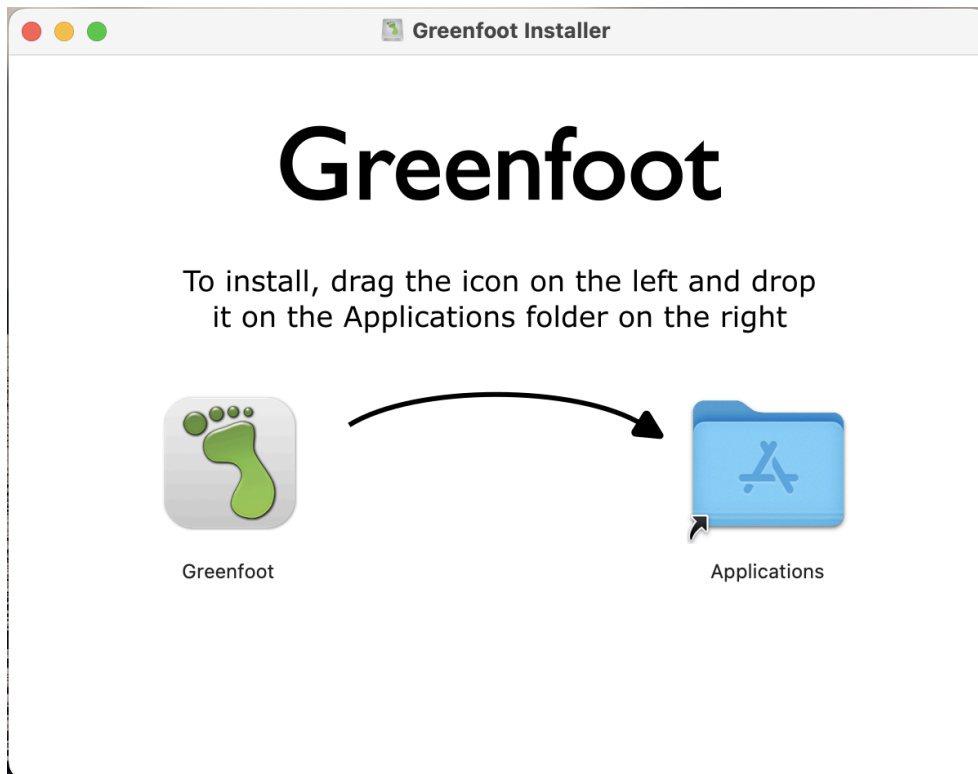 Greenfoot Installer
Greenfoot
To install, drag the icon on the left and drop
it on the Applications folder on the right
Greenfoot
Applications